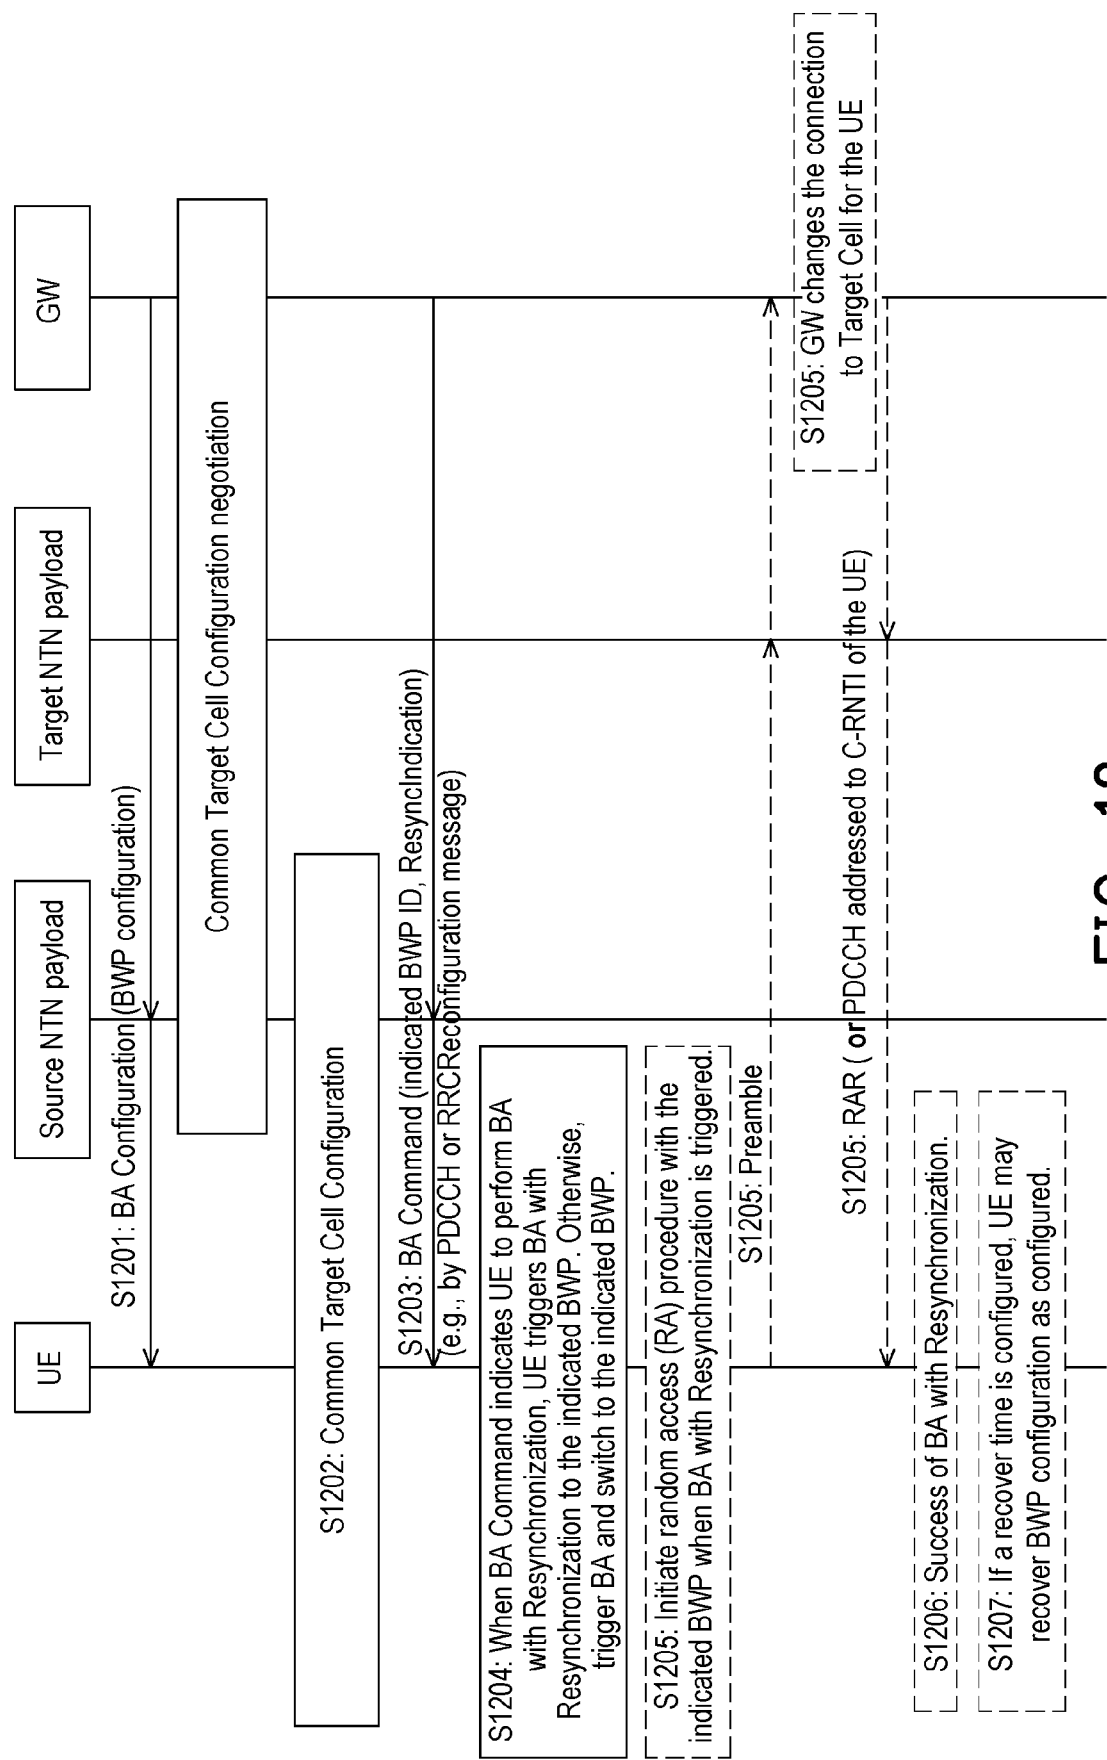 UE
Source NTN payload
Target NTN payload
GW
S1201: BA Configuration (BWP configuration)
Common Target Cell Configuration negotiation
S1202: Common Target Cell Configuration
S1203: BA Command (indicated BWP ID, ResyncIndication)
(e.g., by PDCCH or RRCReconfiguration message)
S1204: When BA Command indicates UE to perform BA
with Resynchronization, UE triggers BA with
Resynchronization to the indicated BWP. Otherwise,
trigger BA and switch to the indicated BWP.
S1205: Initiate random access (RA) procedure with the
indicated BWP when BA with Resynchronization is triggered.
S1205: Preamble
S1205: GW changes the connection
to Target Cell for the UE
S1205: RAR ( or PDCCH addressed to C-RNTI of the UE)
S1206: Success of BA with Resynchronization.
S1207: If a recover time is configured, UE may
recover BWP configuration as configured.